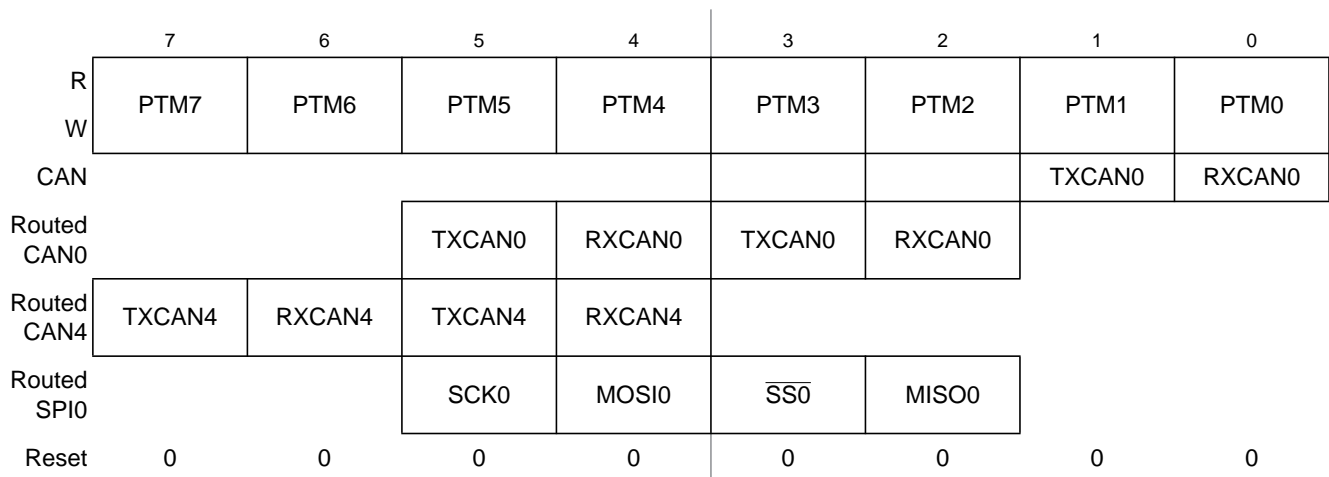 7 6 5 4 3 2 1 0
R
W
PTM7 PTM6 PTM5 PTM4 PTM3 PTM2 PTM1 PTM0
CAN TXCAN0 RXCAN0
Routed
CAN0
TXCAN0 RXCAN0 TXCAN0 RXCAN0
Routed
CAN4
TXCAN4 RXCAN4 TXCAN4 RXCAN4
Routed
SPI0
SCK0 MOSI0 S̅S̅0̅ MISO0
Reset 0 0 0 0 0 0 0 0